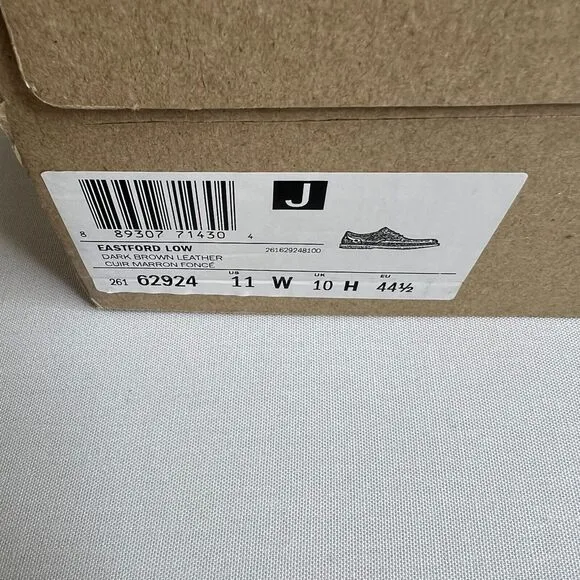 J
8 89307 71430 4
EASTFORD LOW 261629248100
DARK BROWN LEATHER
CUIR MARRON FONCÉ
261 62924 US 11 W UK 10 H EU 44½